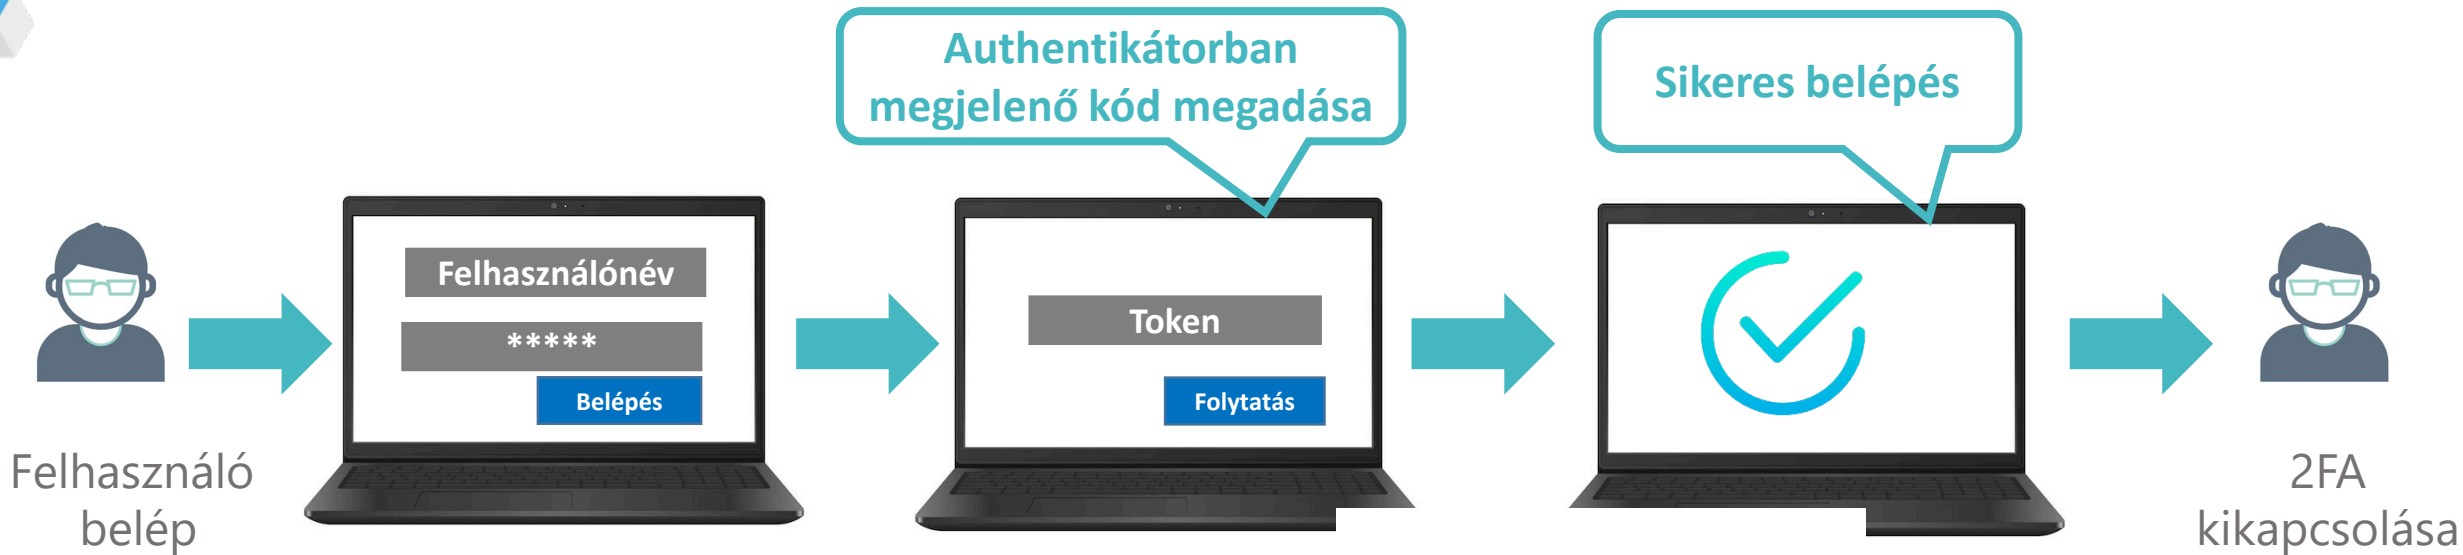 Authentikátorban
megjelenő kód megadása
Sikeres belépés
Felhasználónév
*****
Belépés
Token
Folytatás
Felhasználó
belép
2FA
kikapcsolása